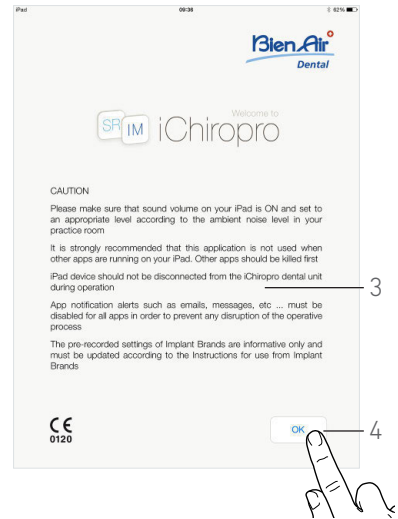 iPad 09:36 62%
Bien Air
Dental
Welcome to
SR IM iChiropro
CAUTION
Please make sure that sound volume on your iPad is ON and set to
an appropriate level according to the ambient noise level in your
practice room
It is strongly recommended that this application is not used when
other apps are running on your iPad. Other apps should be killed first
iPad device should not be disconnected from the iChiropro dental unit
during operation
3
App notification alerts such as emails, messages, etc ... must be
disabled for all apps in order to prevent any disruption of the operative
process
The pre-recorded settings of Implant Brands are informative only and
must be updated according to the Instructions for use from Implant
Brands
CE
0120
OK
4